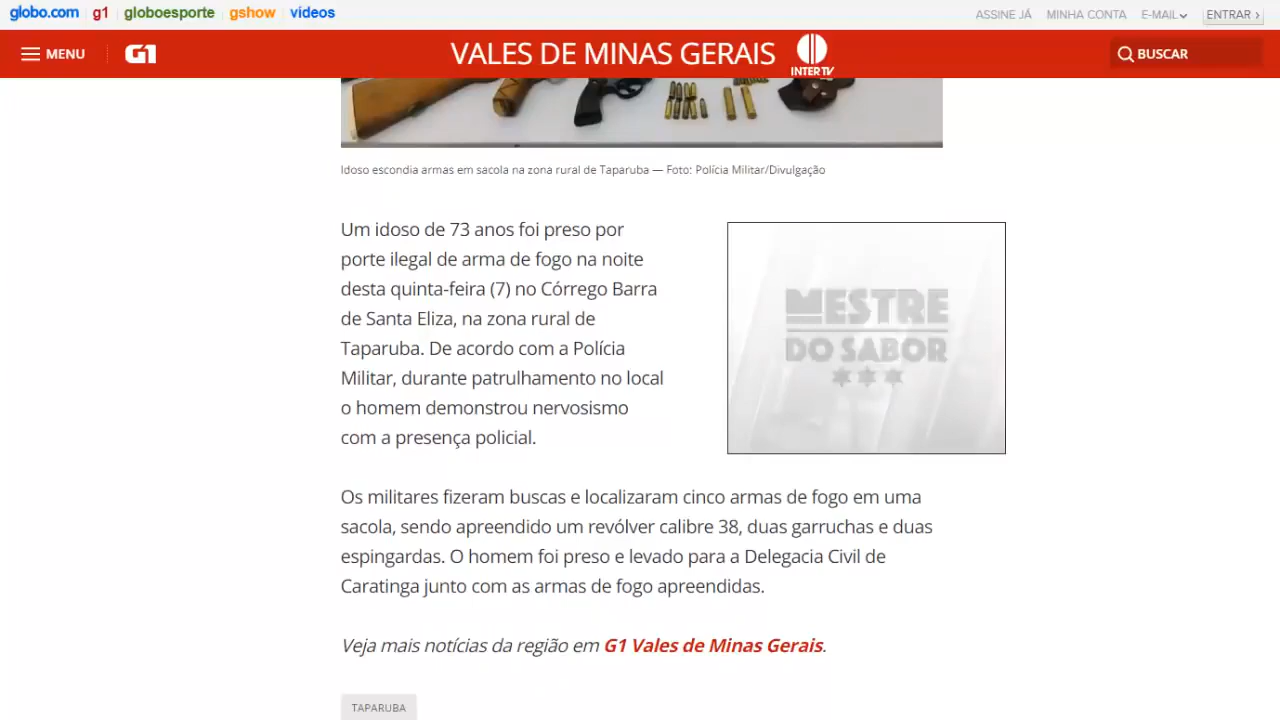 globo.com g1 globoesporte gshow vídeos ASSINE JÁ MINHA CONTA E-MAIL ENTRAR ›
MENU G1 VALES DE MINAS GERAIS INTERTV BUSCAR
Idoso escondia armas em sacola na zona rural de Taparuba — Foto: Polícia Militar/Divulgação
Um idoso de 73 anos foi preso por
porte ilegal de arma de fogo na noite
desta quinta-feira (7) no Córrego Barra
de Santa Eliza, na zona rural de
Taparuba. De acordo com a Polícia
Militar, durante patrulhamento no local
o homem demonstrou nervosismo
com a presença policial.
MESTRE
DO SABOR
Os militares fizeram buscas e localizaram cinco armas de fogo em uma
sacola, sendo apreendido um revólver calibre 38, duas garruchas e duas
espingardas. O homem foi preso e levado para a Delegacia Civil de
Caratinga junto com as armas de fogo apreendidas.
Veja mais notícias da região em G1 Vales de Minas Gerais.
TAPARUBA